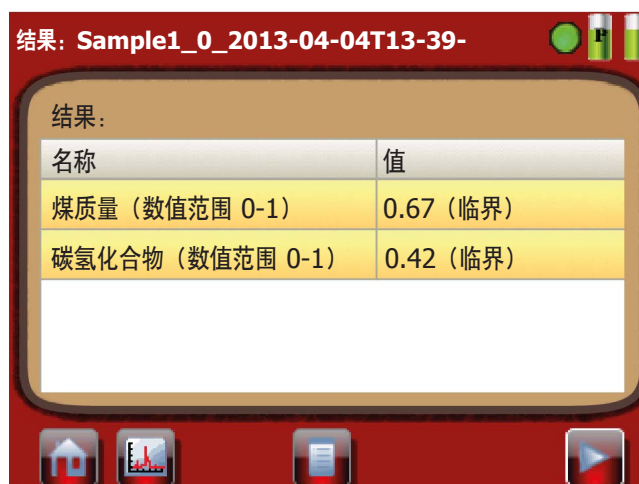 结果：Sample1_0_2013-04-04T13-39-
P
结果：
名称 值
煤质量（数值范围 0-1） 0.67（临界）
碳氢化合物（数值范围 0-1） 0.42（临界）